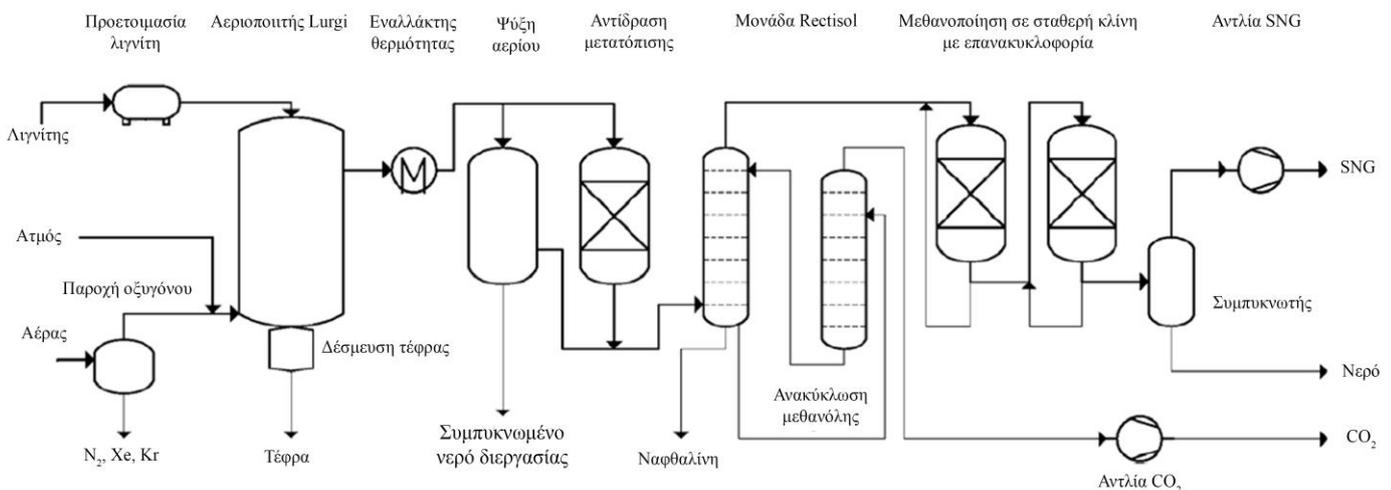 Προετοιμασία
λιγνίτη
Αεριοποιητής Lurgi
Εναλλάκτης
θερμότητας
Ψύξη
αερίου
Αντίδραση
μετατόπισης
Μονάδα Rectisol
Μεθανοποίηση σε σταθερή κλίνη
με επανακυκλοφορία
Αντλία SNG
Λιγνίτης
M
SNG
Ατμός
Παροχή οξυγόνου
Συμπυκνωτής
Αέρας
Δέσμευση τέφρας
Νερό
Ανακύκλωση
μεθανόλης
Συμπυκνωμένο
νερό διεργασίας
Ναφθαλίνη
N₂, Xe, Kr
Τέφρα
CO₂
Αντλία CO₂